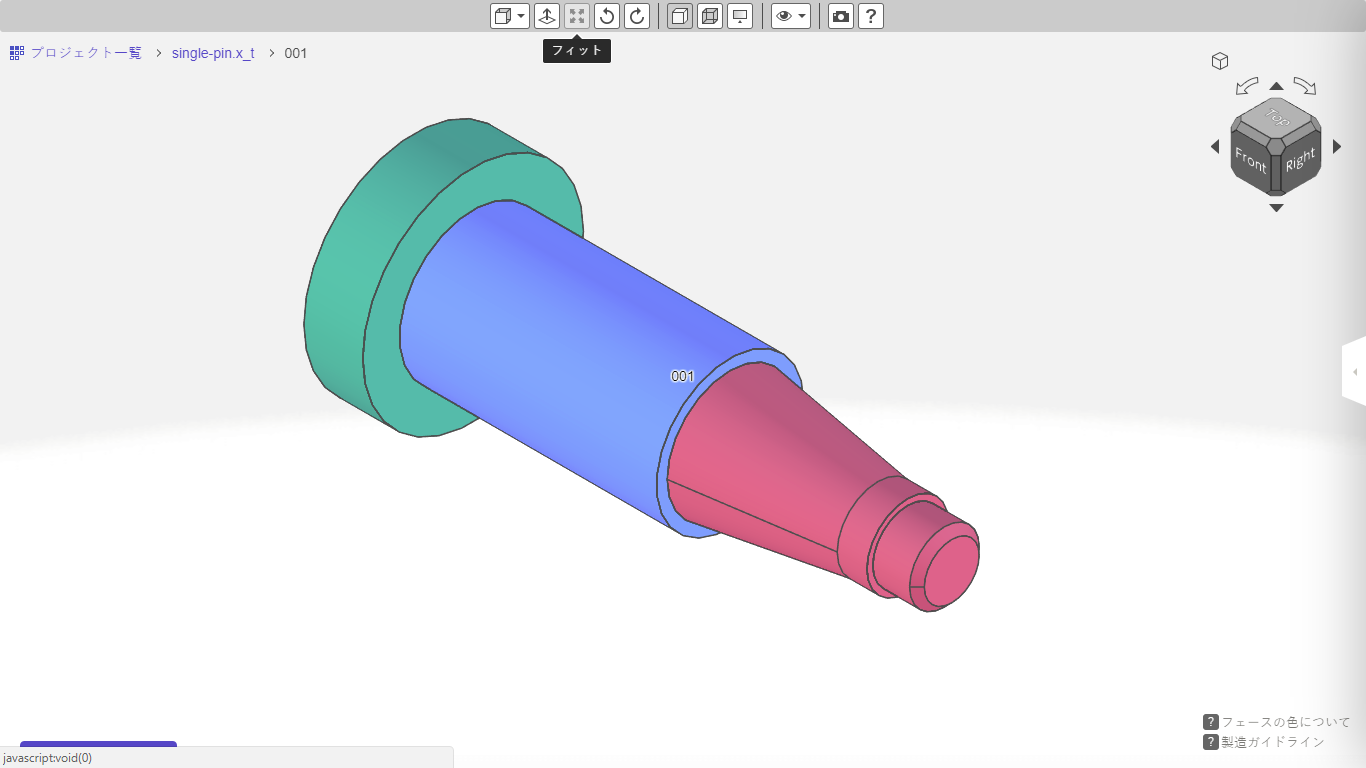 フィット
プロジェクト一覧 > single-pin.x_t > 001
Top
Front
Right
001
? フェースの色について
? 製造ガイドライン
javascript:void(0)